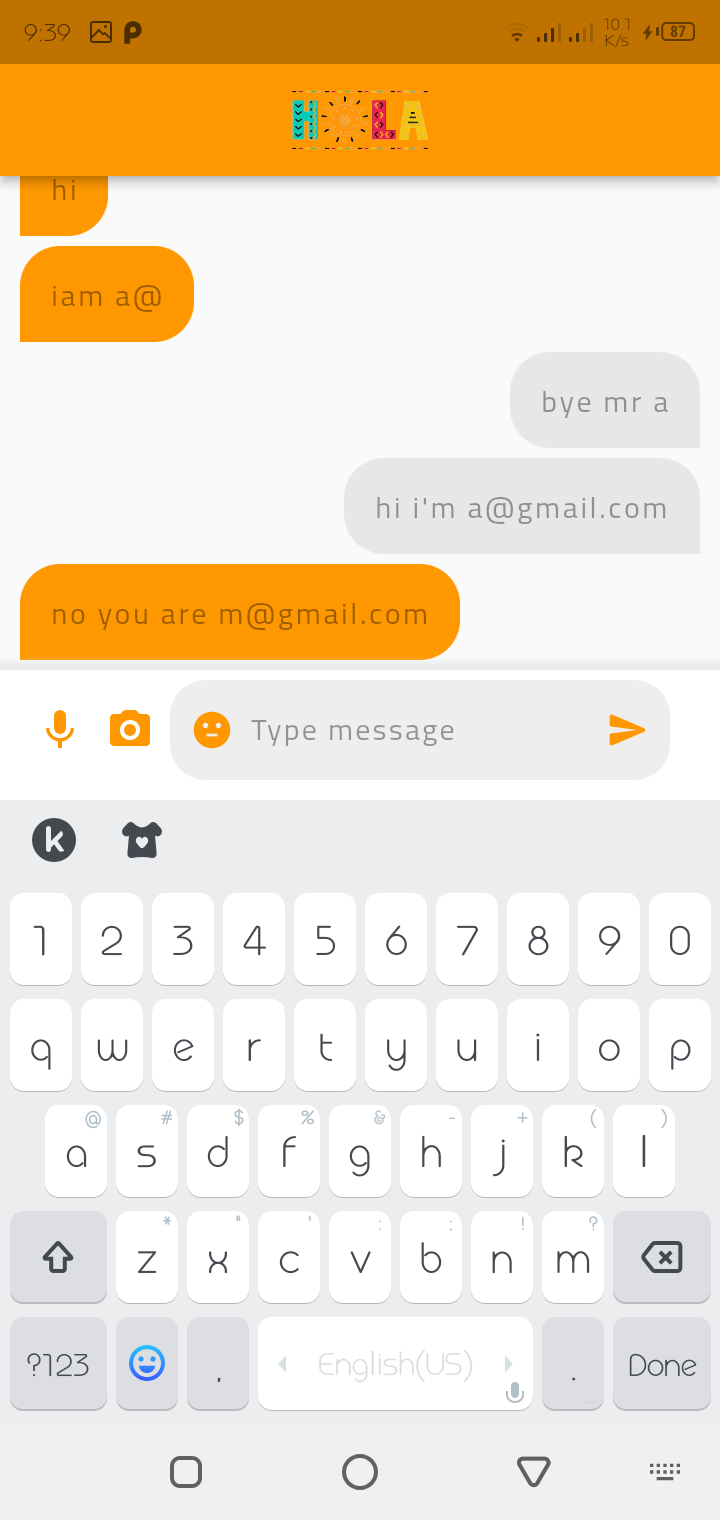 9:39
10.1
K/s
87
HOLA
hi
iam a@
bye mr a
hi i'm a@gmail.com
no you are m@gmail.com
Type message
k
1 2 3 4 5 6 7 8 9 0
q w e r t y u i o p
@ # $ % & - + ( )
a s d f g h j k l
* " ' : ; ! ?
z x c v b n m
?123 , English(US) . Done